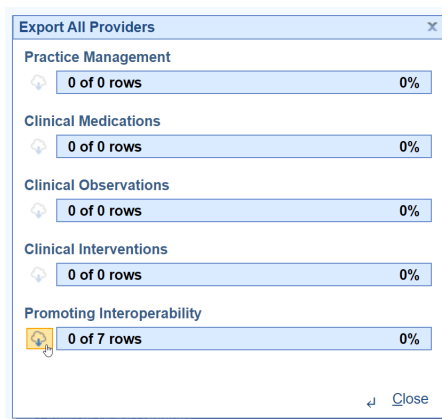 Export All Providers x
Practice Management
0 of 0 rows 0%
Clinical Medications
0 of 0 rows 0%
Clinical Observations
0 of 0 rows 0%
Clinical Interventions
0 of 0 rows 0%
Promoting Interoperability
0 of 7 rows 0%
Close